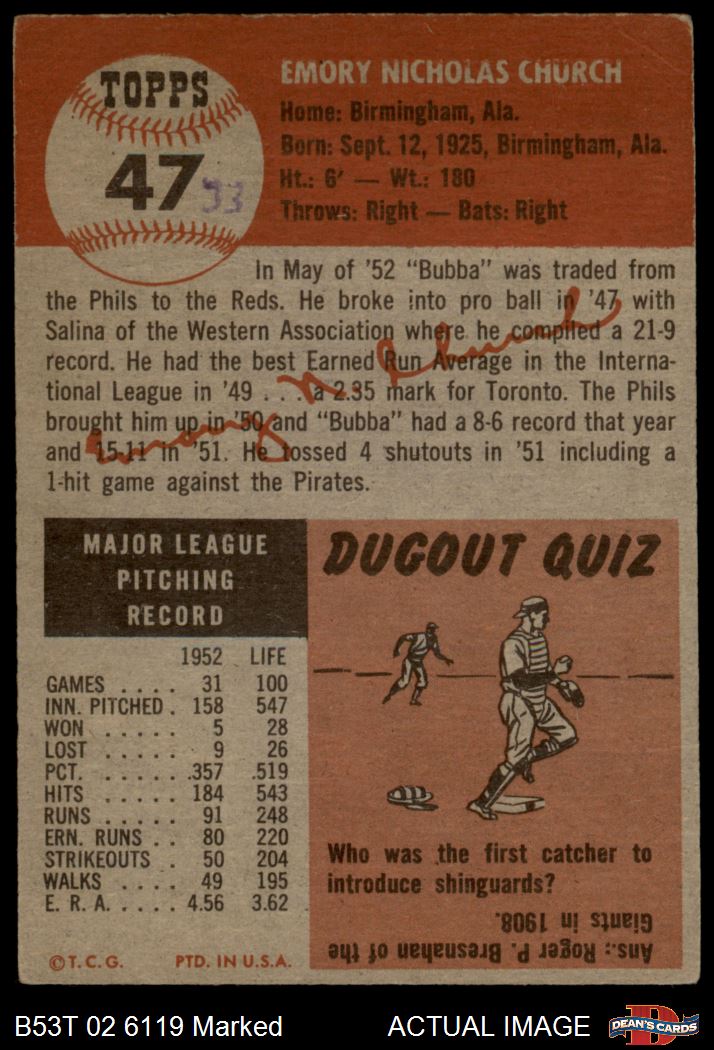 TOPPS
47
53
EMORY NICHOLAS CHURCH
Home: Birmingham, Ala.
Born: Sept. 12, 1925, Birmingham, Ala.
Ht.: 6' — Wt.: 180
Throws: Right — Bats: Right
In May of '52 "Bubba" was traded from
the Phils to the Reds. He broke into pro ball in '47 with
Salina of the Western Association where he compiled a 21-9
record. He had the best Earned Run Average in the Interna-
tional League in '49 . . . a 2.35 mark for Toronto. The Phils
brought him up in '50 and "Bubba" had a 8-6 record that year
and 15-11 in '51. He tossed 4 shutouts in '51 including a
1-hit game against the Pirates.
Emory N. Church
MAJOR LEAGUE
PITCHING
RECORD
1952 LIFE
GAMES . . . . 31 100
INN. PITCHED . 158 547
WON . . . . . 5 28
LOST . . . . . 9 26
PCT. . . . . . .357 .519
HITS . . . . . 184 543
RUNS . . . . . 91 248
ERN. RUNS . . 80 220
STRIKEOUTS . 50 204
WALKS . . . . 49 195
E. R. A. . . . . 4.56 3.62
© T. C. G. PTD. IN U. S. A.
DUGOUT QUIZ
Who was the first catcher to
introduce shinguards?
Ans.: Roger P. Bresnahan of the
Giants in 1908.
B53T 02 6119 Marked
ACTUAL IMAGE
DEAN'S CARDS